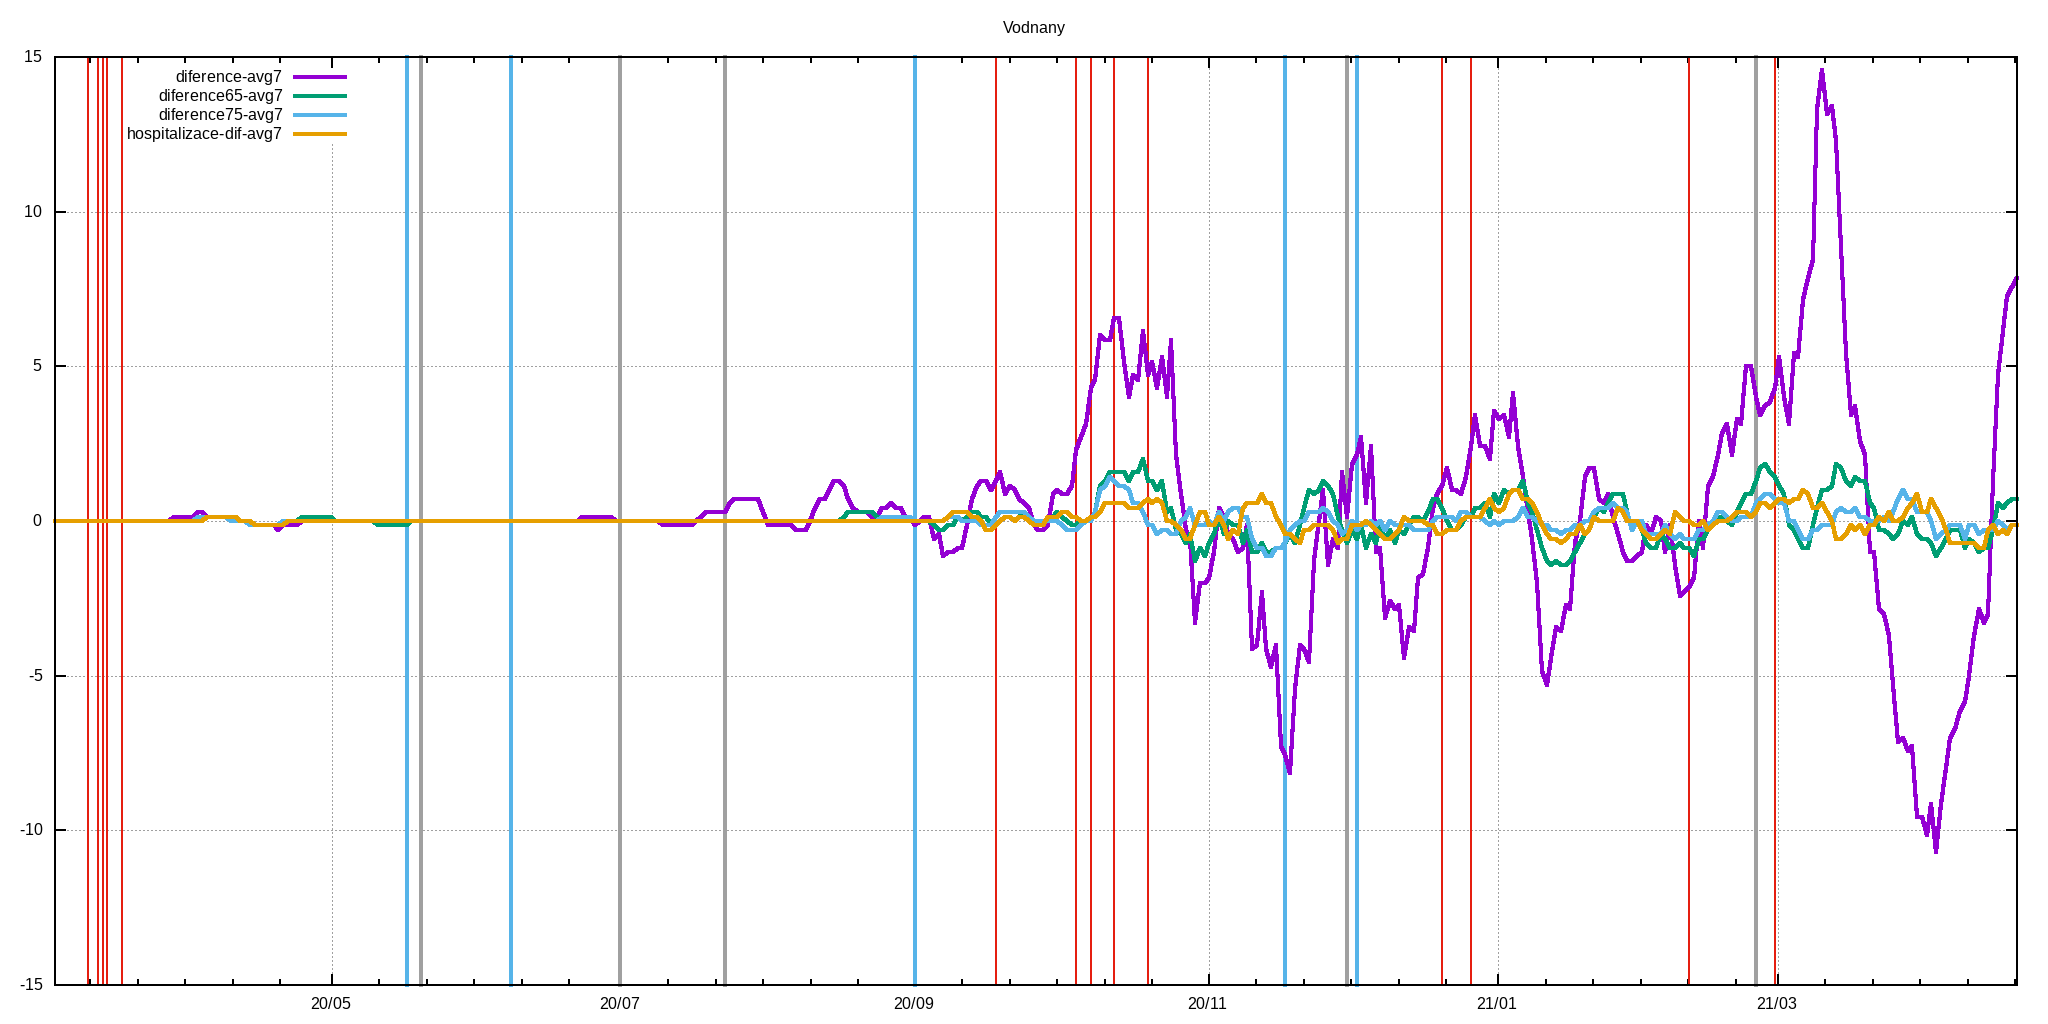 Vodnany
diference-avg7
diference65-avg7
diference75-avg7
hospitalizace-dif-avg7
15
10
5
0
-5
-10
-15
20/05 20/07 20/09 20/11 21/01 21/03